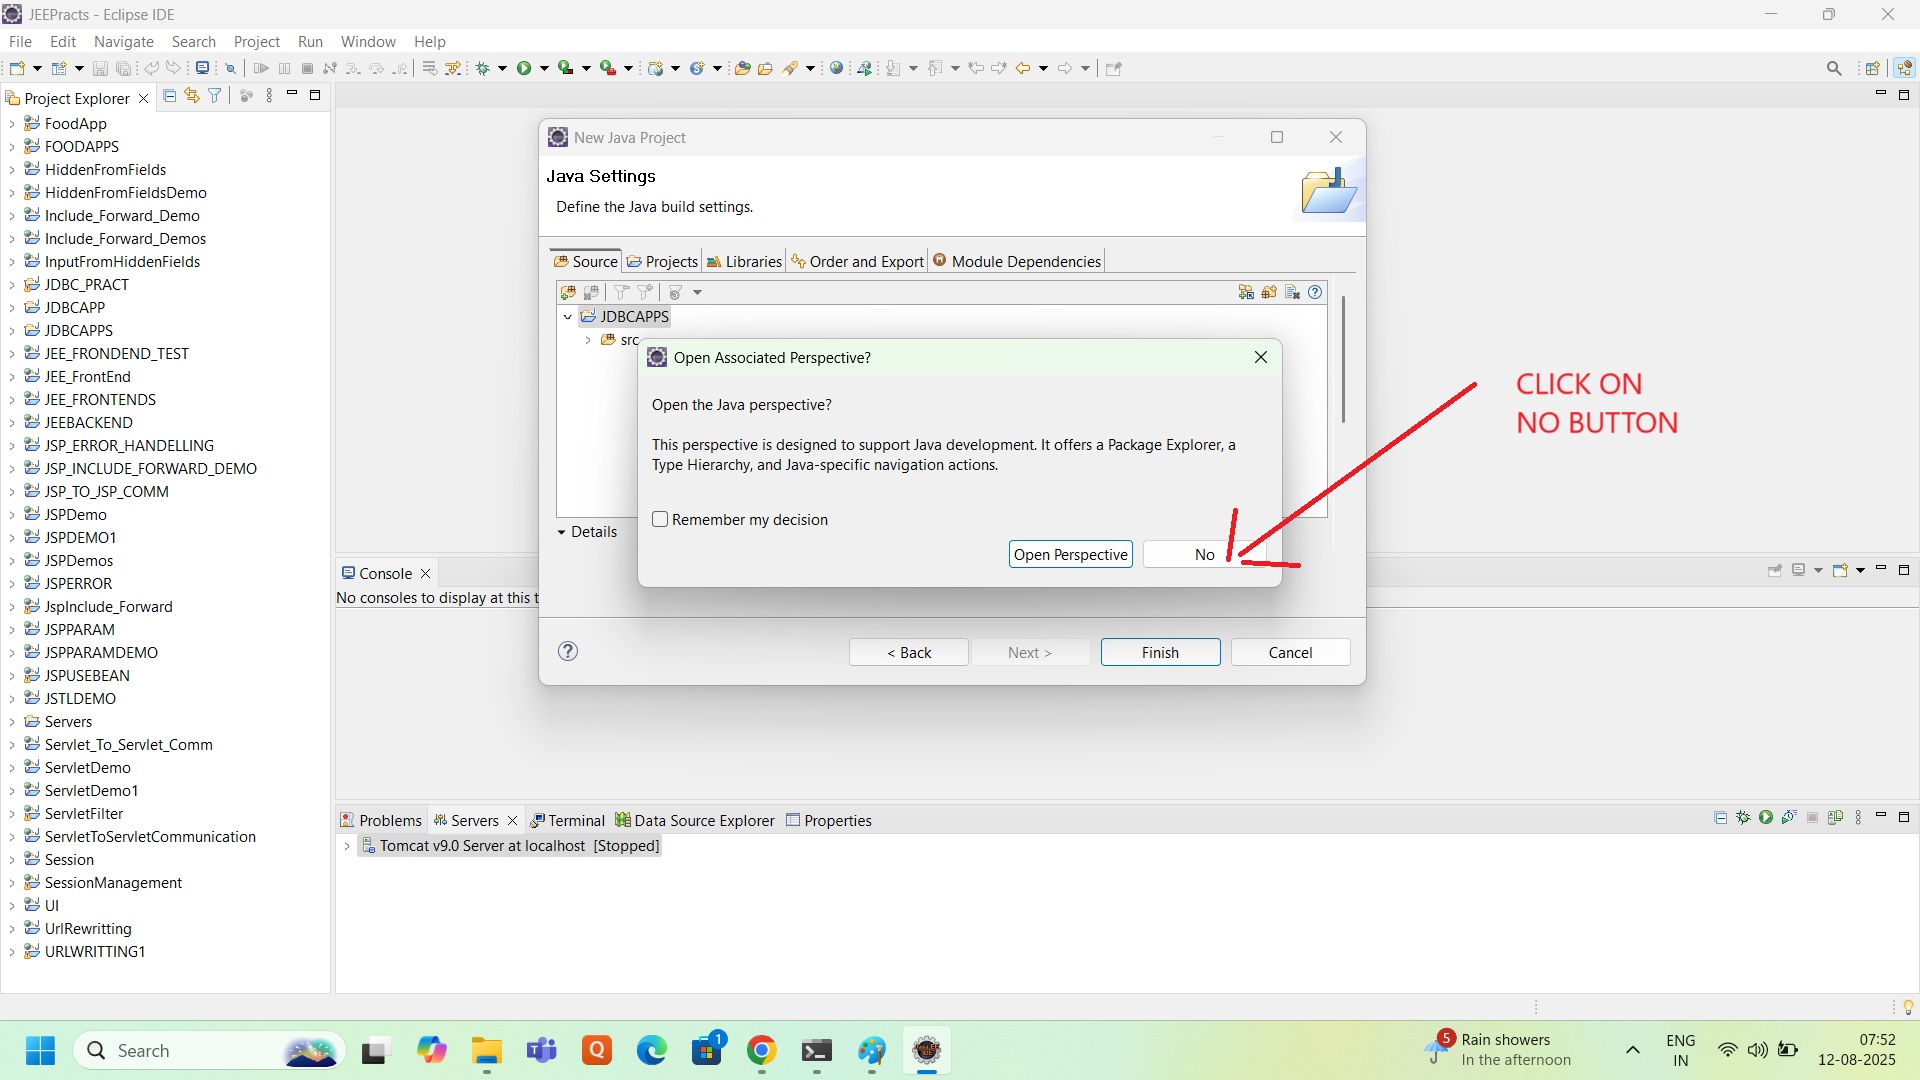 JEEPracts - Eclipse IDE
File Edit Navigate Search Project Run Window Help
Project Explorer
FoodApp
FOODAPPS
HiddenFromFields
HiddenFromFieldsDemo
Include_Forward_Demo
Include_Forward_Demos
InputFromHiddenFields
JDBC_PRACT
JDBCAPP
JDBCAPPS
JEE_FRONDEND_TEST
JEE_FrontEnd
JEE_FRONTENDS
JEEBACKEND
JSP_ERROR_HANDELLING
JSP_INCLUDE_FORWARD_DEMO
JSP_TO_JSP_COMM
JSPDemo
JSPDEMO1
JSPDemos
JSPERROR
JspInclude_Forward
JSPPARAM
JSPPARAMDEMO
JSPUSEBEAN
JSTLDEMO
Servers
Servlet_To_Servlet_Comm
ServletDemo
ServletDemo1
ServletFilter
ServletToServletCommunication
Session
SessionManagement
UI
UrlRewritting
URLWRITTING1
New Java Project
Java Settings
Define the Java build settings.
Source Projects Libraries Order and Export Module Dependencies
JDBCAPPS
src
Open Associated Perspective?
Open the Java perspective?
This perspective is designed to support Java development. It offers a Package Explorer, a
Type Hierarchy, and Java-specific navigation actions.
Remember my decision
Open Perspective No
Details
< Back Next > Finish Cancel
CLICK ON
NO BUTTON
Console
No consoles to display at this t
Problems Servers Terminal Data Source Explorer Properties
Tomcat v9.0 Server at localhost [Stopped]
Search
1
5
Rain showers
In the afternoon
ENG
IN
07:52
12-08-2025